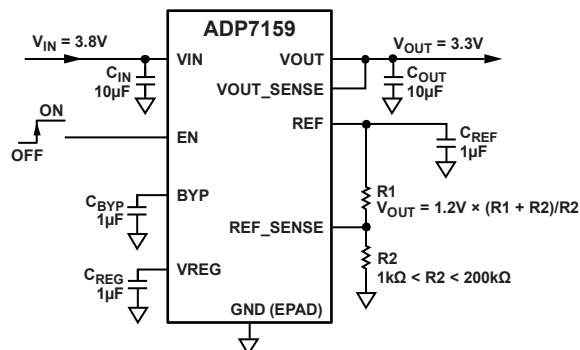 ADP7159
V_IN = 3.8V
VIN
VOUT
V_OUT = 3.3V
C_IN
10µF
VOUT_SENSE
C_OUT
10µF
REF
ON
OFF
EN
C_REF
1µF
C_BYP
1µF
BYP
R1
V_OUT = 1.2V × (R1 + R2)/R2
REF_SENSE
C_REG
1µF
VREG
R2
1kΩ < R2 < 200kΩ
GND (EPAD)